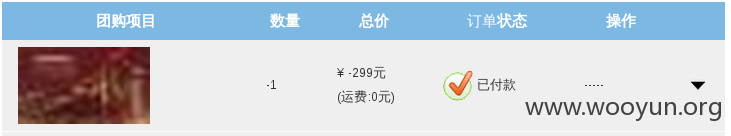 团购项目 数量 总价 订单状态 操作
-1 ¥ -299元 已付款 -----
(运费:0元)
www.wooyun.org